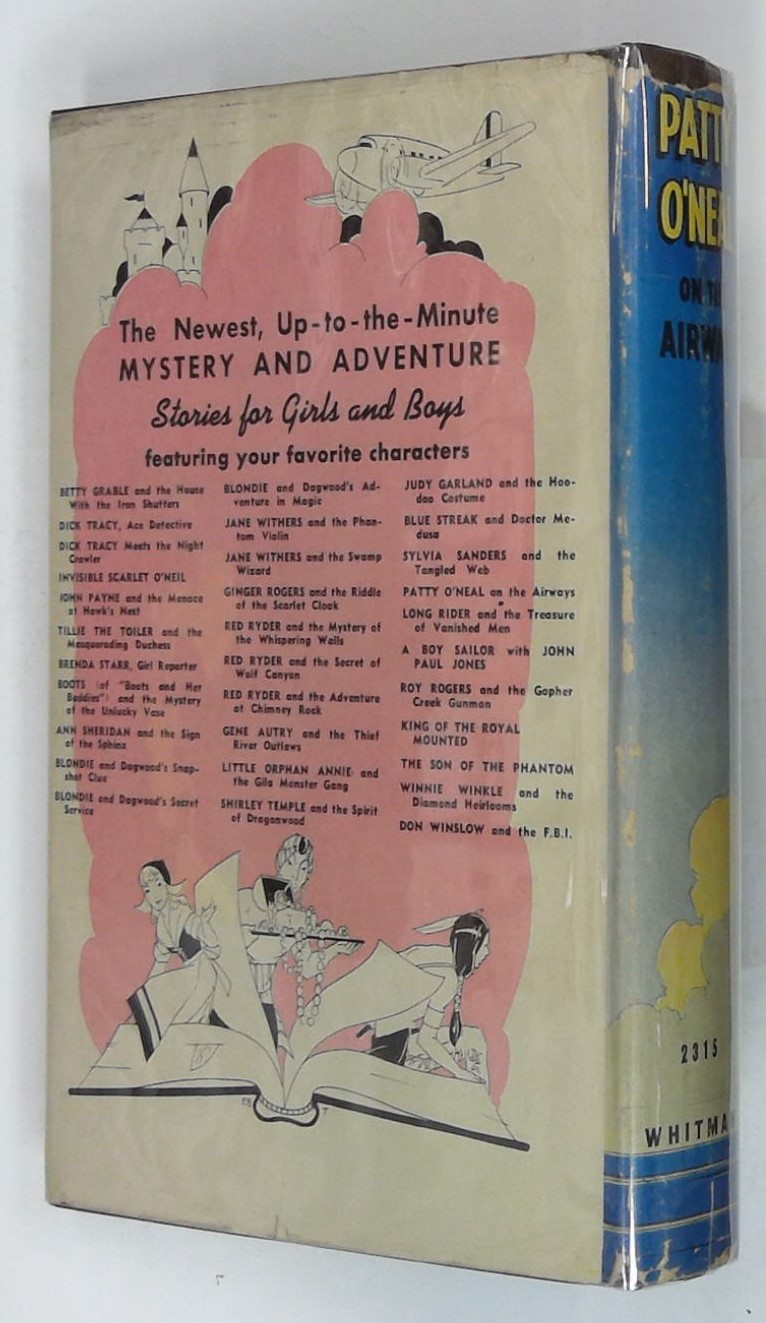 The Newest, Up-to-the-Minute
MYSTERY AND ADVENTURE
Stories for Girls and Boys
featuring your favorite characters
BETTY GRABLE and the House
With the Iron Shutters
DICK TRACY, Ace Detective
DICK TRACY Meets the Night
Crawler
INVISIBLE SCARLET O'NEIL
JOHN PAYNE and the Menace
at Hawk's Nest
TILLIE THE TOILER and the
Masquerading Duchess
BRENDA STARR, Girl Reporter
BOOTS (of "Boots and Her
Buddies") and the Mystery
of the Unlucky Vase
ANN SHERIDAN and the Sign
of the Sphinx
BLONDIE and Dagwood's Snap-
shot Clue
BLONDIE and Dagwood's Secret
Service
BLONDIE and Dagwood's Ad-
venture in Magic
JANE WITHERS and the Phan-
tom Violin
JANE WITHERS and the Swamp
Wizard
GINGER ROGERS and the Riddle
of the Scarlet Cloak
RED RYDER and the Mystery of
the Whispering Walls
RED RYDER and the Secret of
Wolf Canyon
RED RYDER and the Adventure
at Chimney Rock
GENE AUTRY and the Thief
River Outlaws
LITTLE ORPHAN ANNIE and
the Gila Monster Gang
SHIRLEY TEMPLE and the Spirit
of Dragonwood
JUDY GARLAND and the Hoo-
doo Costume
BLUE STREAK and Doctor Me-
dusa
SYLVIA SANDERS and the
Tangled Web
PATTY O'NEAL on the Airways
LONG RIDER and the Treasure
of Vanished Men
A BOY SAILOR with JOHN
PAUL JONES
ROY ROGERS and the Gopher
Creek Gunman
KING OF THE ROYAL
MOUNTED
THE SON OF THE PHANTOM
WINNIE WINKLE and the
Diamond Heirlooms
DON WINSLOW and the F.B.I.
PATT
O'NEA
ON TH
AIRWA
2315
WHITMAN